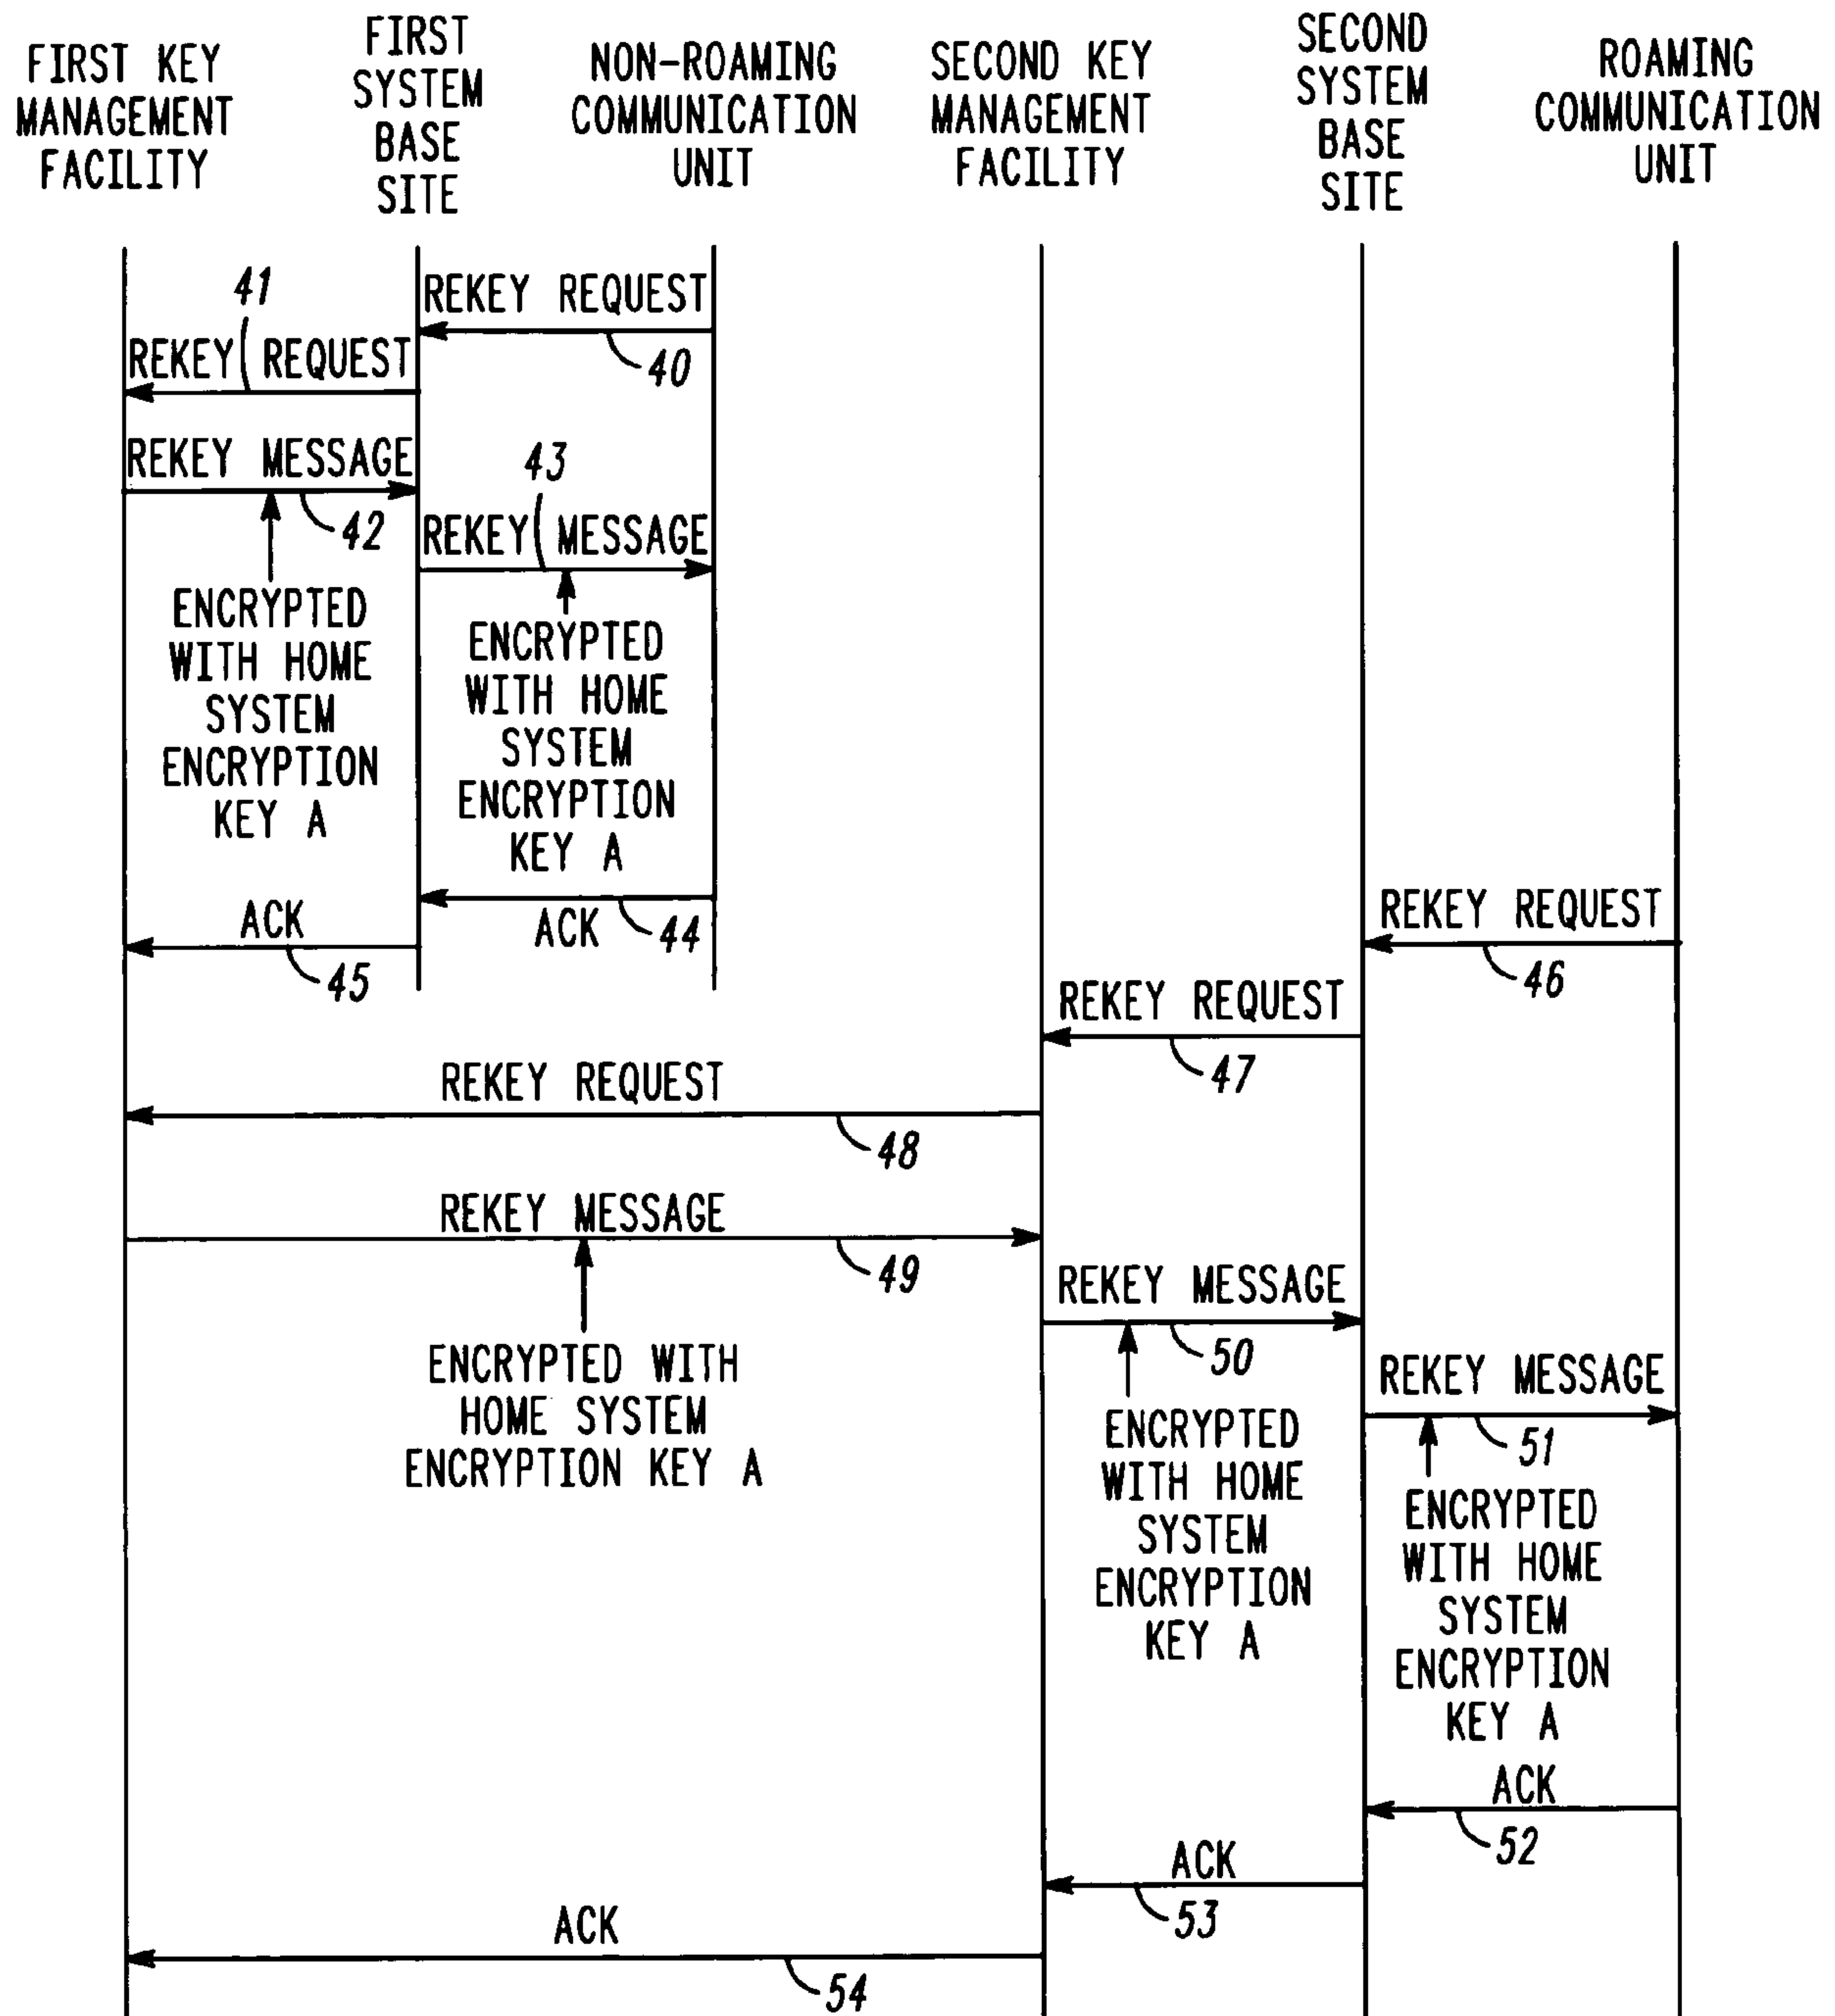 FIRST KEY
MANAGEMENT
FACILITY
FIRST
SYSTEM
BASE
SITE
NON-ROAMING
COMMUNICATION
UNIT
SECOND KEY
MANAGEMENT
FACILITY
SECOND
SYSTEM
BASE
SITE
ROAMING
COMMUNICATION
UNIT
41
REKEY REQUEST
40
REKEY REQUEST
REKEY MESSAGE
42
43
REKEY MESSAGE
ENCRYPTED
WITH HOME
SYSTEM
ENCRYPTION
KEY A
ENCRYPTED
WITH HOME
SYSTEM
ENCRYPTION
KEY A
ACK
44
ACK
45
REKEY REQUEST
46
REKEY REQUEST
47
REKEY REQUEST
48
REKEY MESSAGE
49
ENCRYPTED WITH
HOME SYSTEM
ENCRYPTION KEY A
REKEY MESSAGE
50
ENCRYPTED
WITH HOME
SYSTEM
ENCRYPTION
KEY A
REKEY MESSAGE
51
ENCRYPTED
WITH HOME
SYSTEM
ENCRYPTION
KEY A
ACK
52
ACK
53
ACK
54